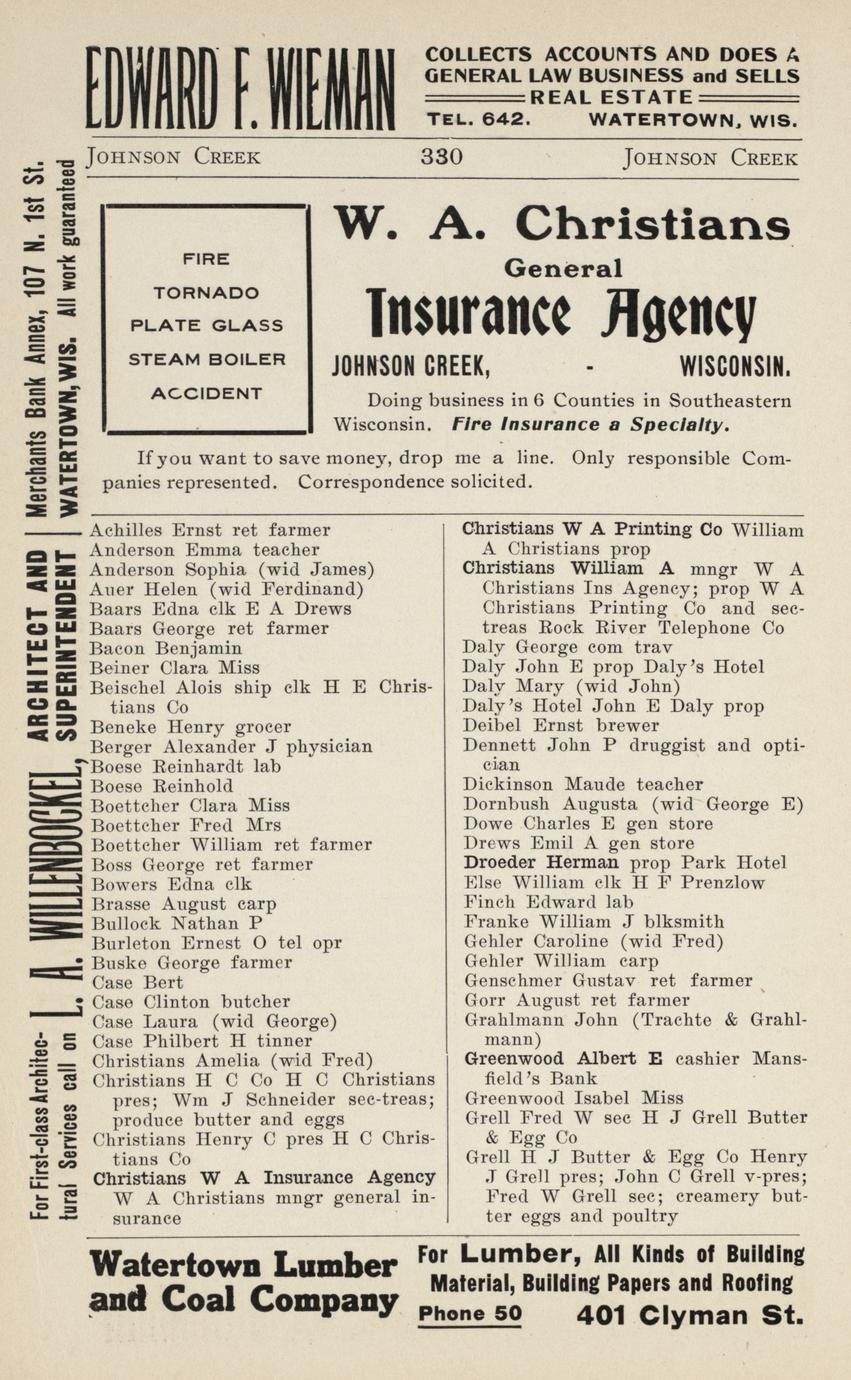 EDWARD F. WIEMAN
COLLECTS ACCOUNTS AND DOES A
GENERAL LAW BUSINESS and SELLS
REAL ESTATE
TEL. 642. WATERTOWN, WIS.
JOHNSON CREEK 330 JOHNSON CREEK
FIRE
TORNADO
PLATE GLASS
STEAM BOILER
ACCIDENT
W. A. Christians
General
Insurance Agency
JOHNSON CREEK, - WISCONSIN.
Doing business in 6 Counties in Southeastern
Wisconsin. Fire Insurance a Specialty.
If you want to save money, drop me a line. Only responsible Com-
panies represented. Correspondence solicited.
Achilles Ernst ret farmer
Anderson Emma teacher
Anderson Sophia (wid James)
Auer Helen (wid Ferdinand)
Baars Edna clk E A Drews
Baars George ret farmer
Bacon Benjamin
Beiner Clara Miss
Beischel Alois ship clk H E Chris-
tians Co
Beneke Henry grocer
Berger Alexander J physician
Boese Reinhardt lab
Boese Reinhold
Boettcher Clara Miss
Boettcher Fred Mrs
Boettcher William ret farmer
Boss George ret farmer
Bowers Edna clk
Brasse August carp
Bullock Nathan P
Burleton Ernest O tel opr
Buske George farmer
Case Bert
Case Clinton butcher
Case Laura (wid George)
Case Philbert H tinner
Christians Amelia (wid Fred)
Christians H C Co H C Christians
pres; Wm J Schneider sec-treas;
produce butter and eggs
Christians Henry C pres H C Chris-
tians Co
Christians W A Insurance Agency
W A Christians mngr general in-
surance
Christians W A Printing Co William
A Christians prop
Christians William A mngr W A
Christians Ins Agency; prop W A
Christians Printing Co and sec-
treas Rock River Telephone Co
Daly George com trav
Daly John E prop Daly's Hotel
Daly Mary (wid John)
Daly's Hotel John E Daly prop
Deibel Ernst brewer
Dennett John P druggist and opti-
cian
Dickinson Maude teacher
Dornbush Augusta (wid George E)
Dowe Charles E gen store
Drews Emil A gen store
Droeder Herman prop Park Hotel
Else William clk H F Prenzlow
Finch Edward lab
Franke William J blksmith
Gehler Caroline (wid Fred)
Gehler William carp
Genschmer Gustav ret farmer
Gorr August ret farmer
Grahlmann John (Trachte & Grahl-
mann)
Greenwood Albert E cashier Mans-
field's Bank
Greenwood Isabel Miss
Grell Fred W sec H J Grell Butter
& Egg Co
Grell H J Butter & Egg Co Henry
J Grell pres; John C Grell v-pres;
Fred W Grell sec; creamery but-
ter eggs and poultry
For First-class Architec-
tural Services call on
L. A. WILLENBOCKEL,
ARCHITECT AND
SUPERINTENDENT
Merchants Bank Annex, 107 N. 1st St.
WATERTOWN, WIS. All work guaranteed
Watertown Lumber
and Coal Company
For Lumber, All Kinds of Building
Material, Building Papers and Roofing
Phone 50 401 Clyman St.